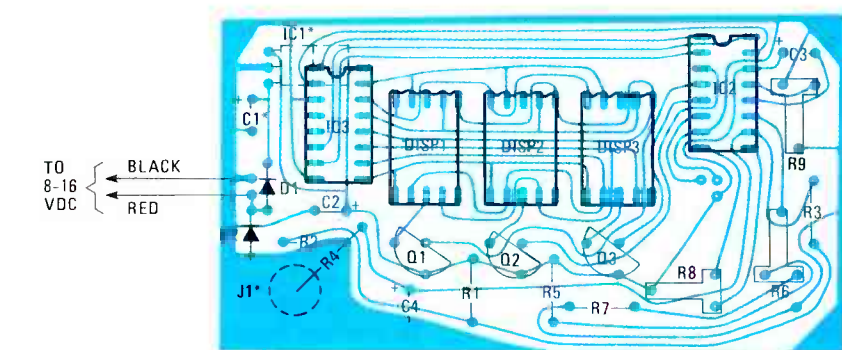 IC1*
C3
IC2
C1*
IC3
DISP1
DISP2
DISP3
TO
8-16
VDC
BLACK
RED
D1
R9
C2
R3
R2
Q1
Q2
Q3
R4
J1*
R8
R6
C4
R1
R5
R7